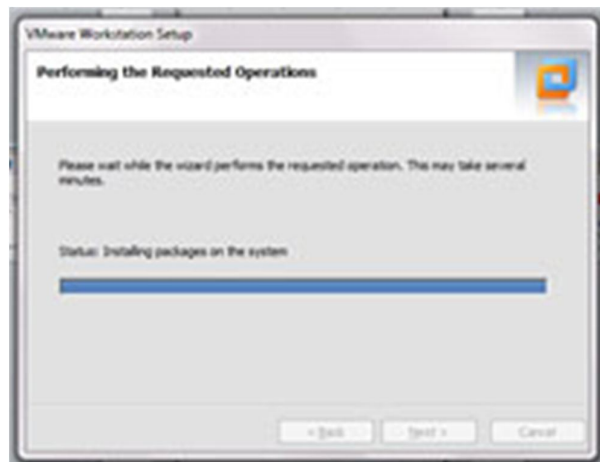 VMware Workstation Setup
Performing the Requested Operations
Please wait while the wizard performs the requested operation. This may take several
minutes.
Status: Installing packages on the system
< Back
Next >
Cancel